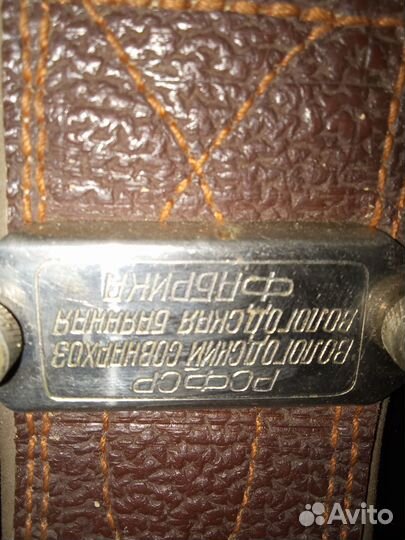 РСФСР
ВОЛОГОДСКИЙ СОВНАРХОЗ
ВОЛОГОДСКАЯ БАЯННАЯ
ФАБРИКА
Avito